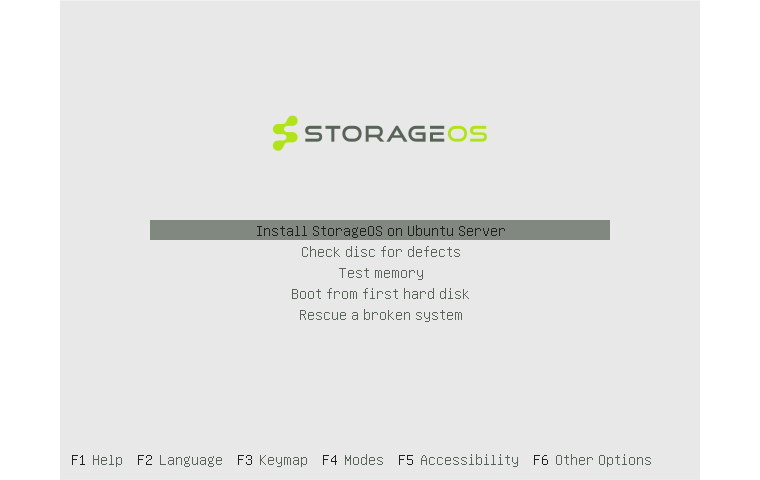 STORAGEOS
Install StorageOS on Ubuntu Server
Check disc for defects
Test memory
Boot from first hard disk
Rescue a broken system
F1 Help F2 Language F3 Keymap F4 Modes F5 Accessibility F6 Other Options